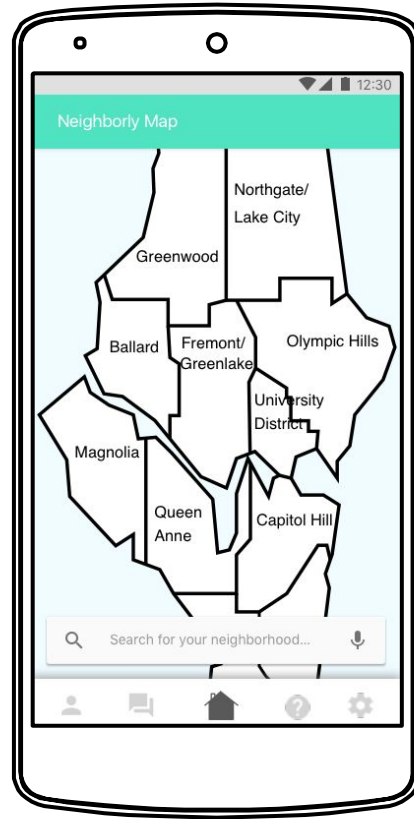 12:30
Neighborly Map
Northgate/
Lake City
Greenwood
Ballard
Fremont/
Greenlake
Olympic Hills
University
District
Magnolia
Queen
Anne
Capitol Hill
Search for your neighborhood...